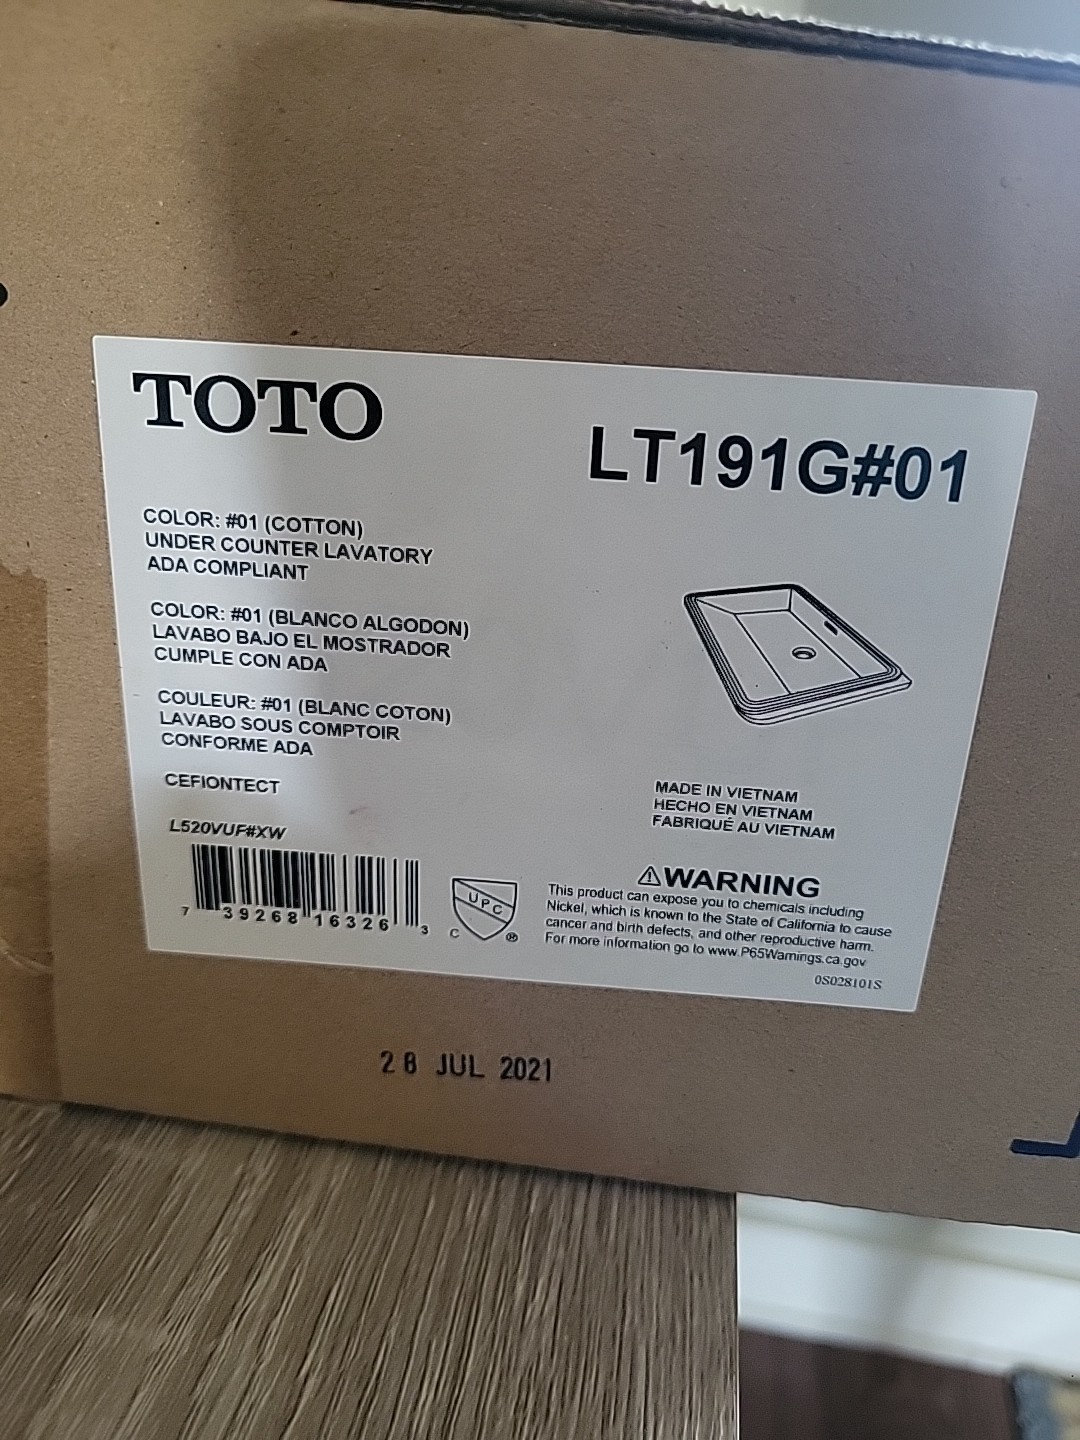 TOTO
LT191G#01
COLOR: #01 (COTTON)
UNDER COUNTER LAVATORY
ADA COMPLIANT
COLOR: #01 (BLANCO ALGODON)
LAVABO BAJO EL MOSTRADOR
CUMPLE CON ADA
COULEUR: #01 (BLANC COTON)
LAVABO SOUS COMPTOIR
CONFORME ADA
CEFIONTECT
L520VUF#XW
7 39268 16326 3
C UPC ®
MADE IN VIETNAM
HECHO EN VIETNAM
FABRIQUÉ AU VIETNAM
⚠WARNING
This product can expose you to chemicals including
Nickel, which is known to the State of California to cause
cancer and birth defects, and other reproductive harm.
For more information go to www.P65Warnings.ca.gov
0S028101S
28 JUL 2021